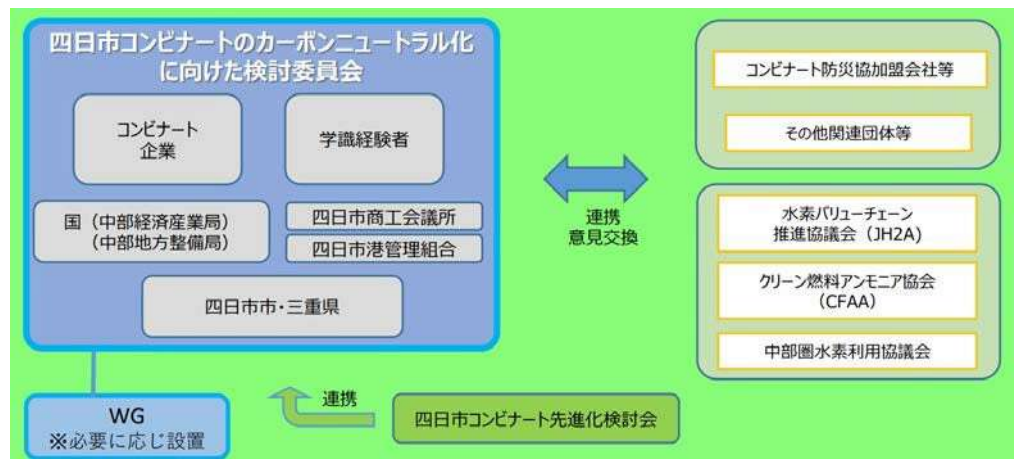 四日市コンビナートのカーボンニュートラル化
に向けた検討委員会
コンビナート
企業
学識経験者
国（中部経済産業局）
（中部地方整備局）
四日市商工会議所
四日市港管理組合
四日市市・三重県
WG
※必要に応じ設置
連携
四日市コンビナート先進化検討会
連携
意見交換
コンビナート防災協加盟会社等
その他関連団体等
水素バリューチェーン
推進協議会（JH2A）
クリーン燃料アンモニア協会
（CFAA）
中部圏水素利用協議会